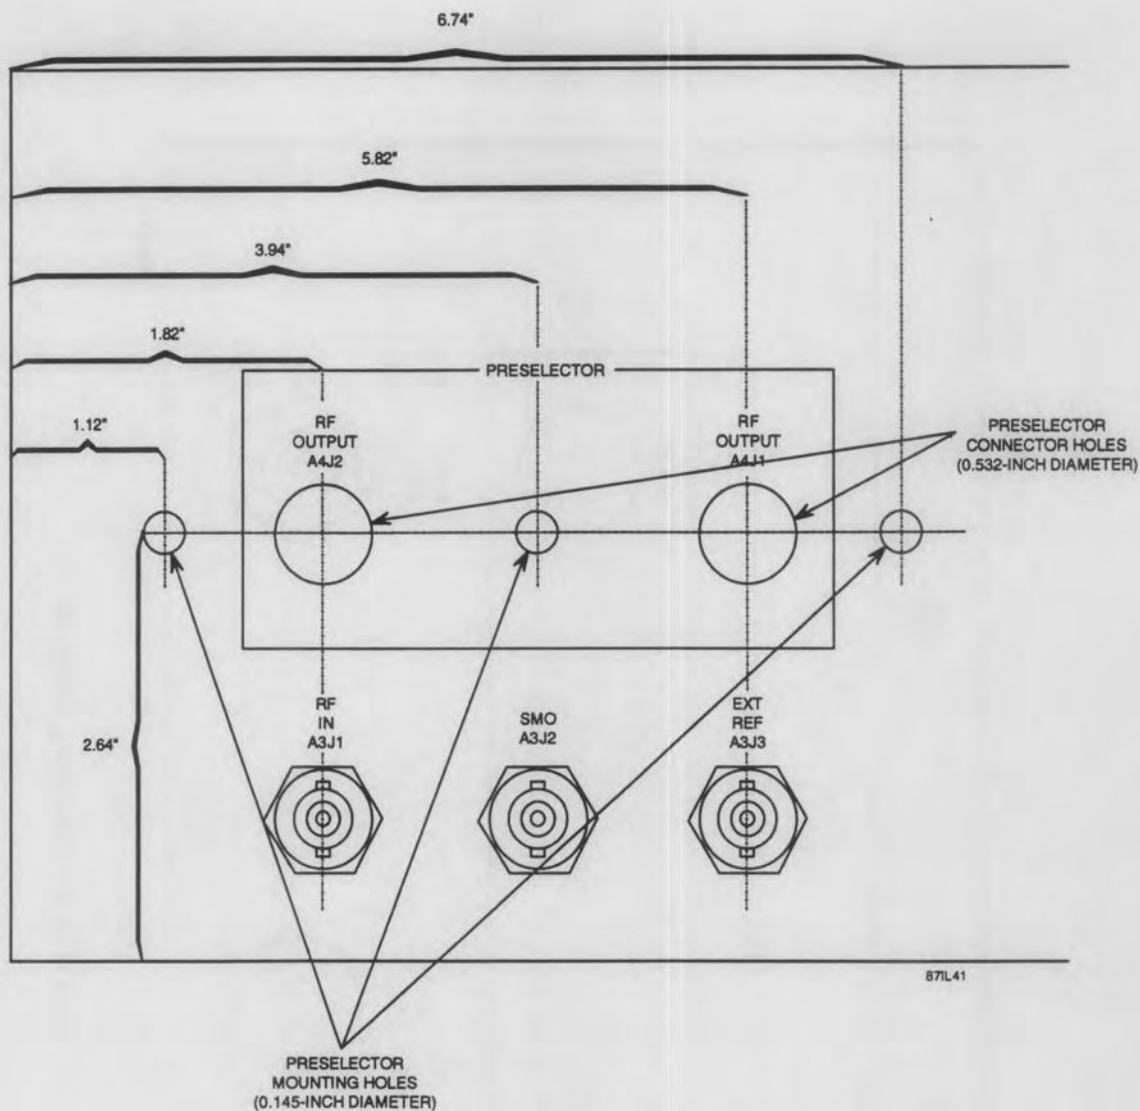 6.74"
5.82"
3.94"
1.82"
PRESELECTOR
1.12"
RF
OUTPUT
A4J2
RF
OUTPUT
A4J1
PRESELECTOR
CONNECTOR HOLES
(0.532-INCH DIAMETER)
RF
IN
A3J1
SMO
A3J2
EXT
REF
A3J3
2.64"
871L41
PRESELECTOR
MOUNTING HOLES
(0.145-INCH DIAMETER)